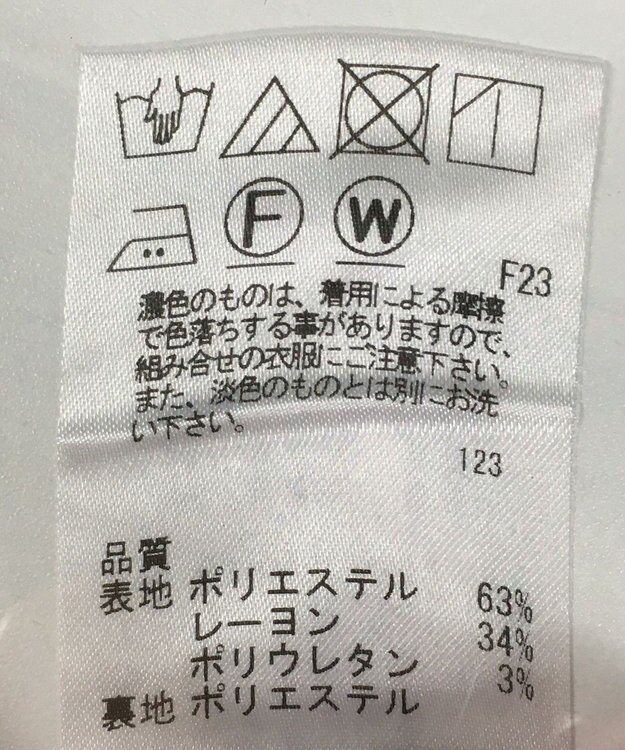 F
W
F23
濃色のものは、着用による摩擦
で色落ちする事がありますので、
組み合せの衣服にご注意下さい。
また、淡色のものとは別にお洗
い下さい。
123
品質
表地 ポリエステル 63%
レーヨン 34%
ポリウレタン 3%
裏地 ポリエステル